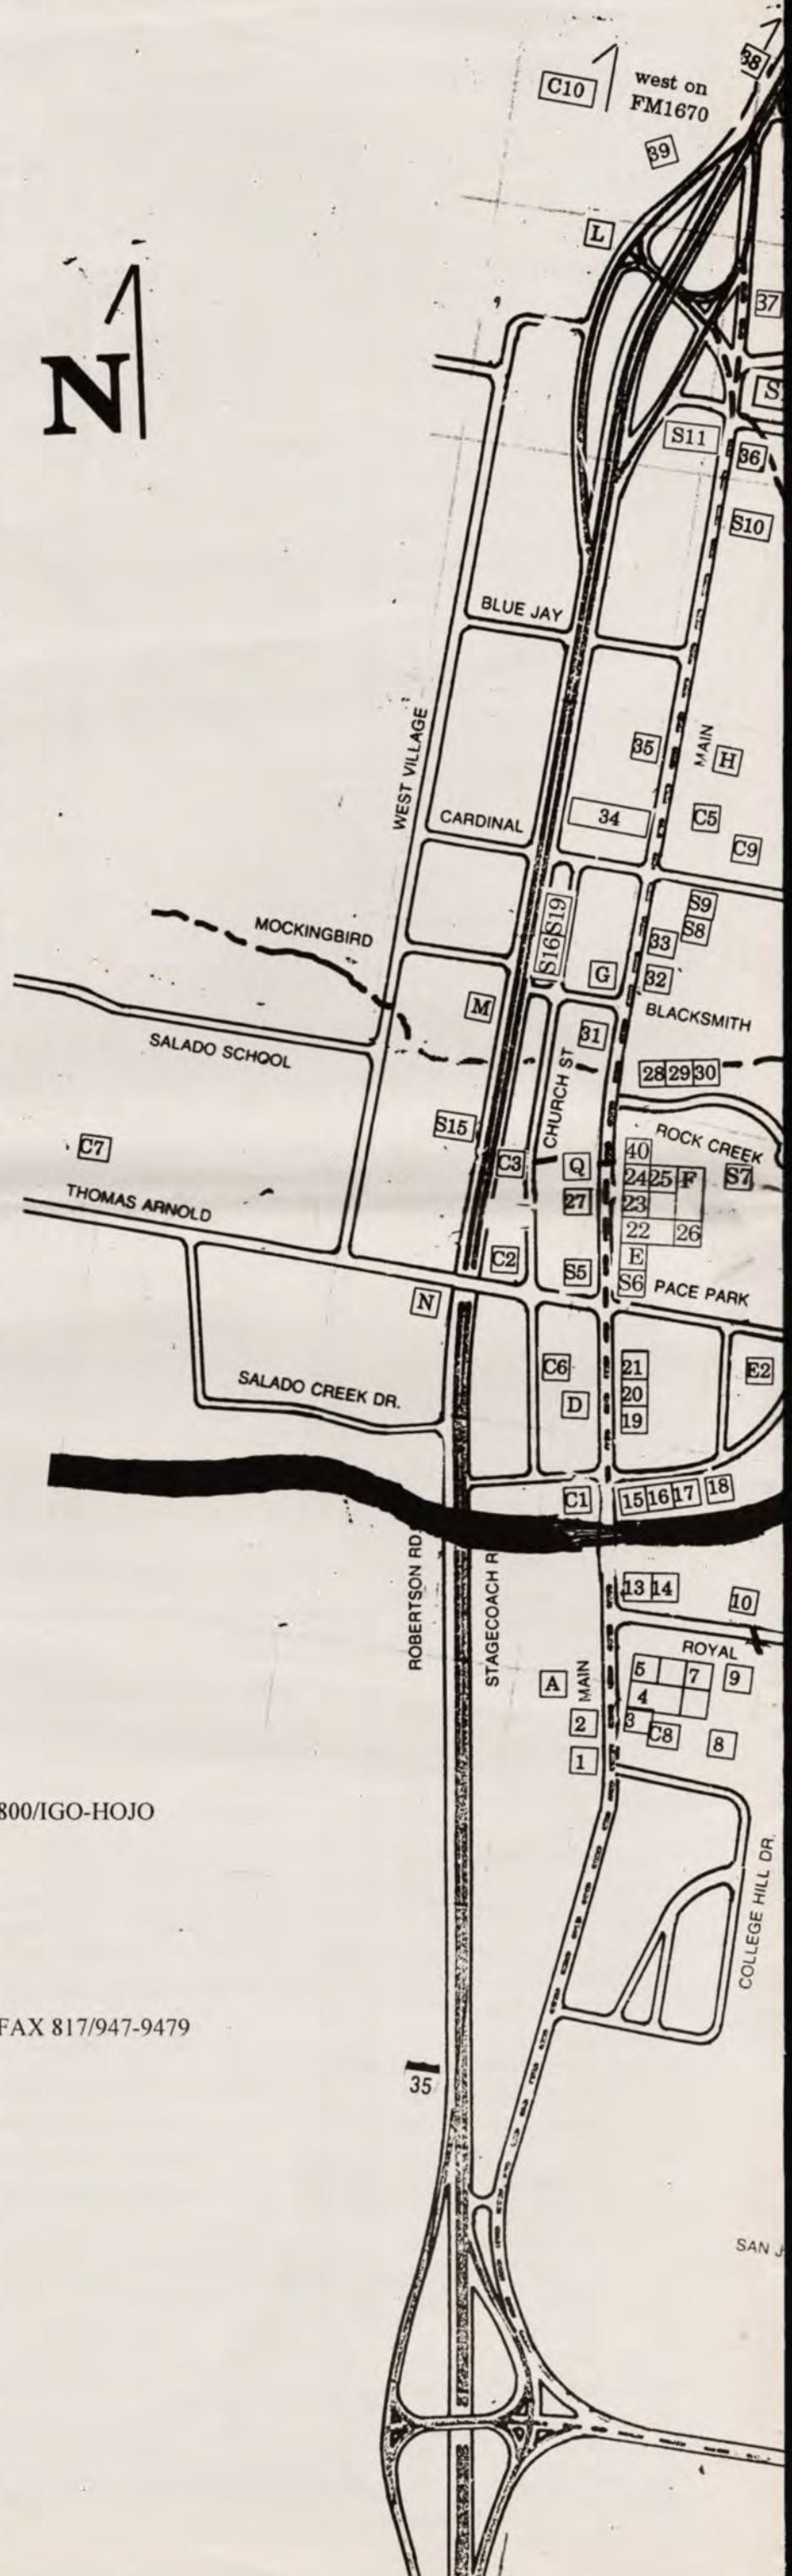 38
C10
west on
FM1670
39
L
37
N
S11
36
S10
BLUE JAY
WEST VILLAGE
35
MAIN
H
CARDINAL
34
C5
C9
MOCKINGBIRD
S16 S19
S9
S8
33
G
32
M
BLACKSMITH
SALADO SCHOOL
31
CHURCH ST
28 29 30
S15
ROCK CREEK
C7
C3
Q
40
24 25 F
S7
THOMAS ARNOLD
27
23
22 26
C2
S5
E
S6
PACE PARK
N
C6
21
E2
SALADO CREEK DR.
D
20
19
C1
15 16 17 18
ROBERTSON RD.
STAGECOACH R
13 14
10
ROYAL
A
MAIN
5 7 9
4
2
3
C8
8
1
800/IGO-HOJO
COLLEGE HILL DR.
FAX 817/947-9479
35
SAN J